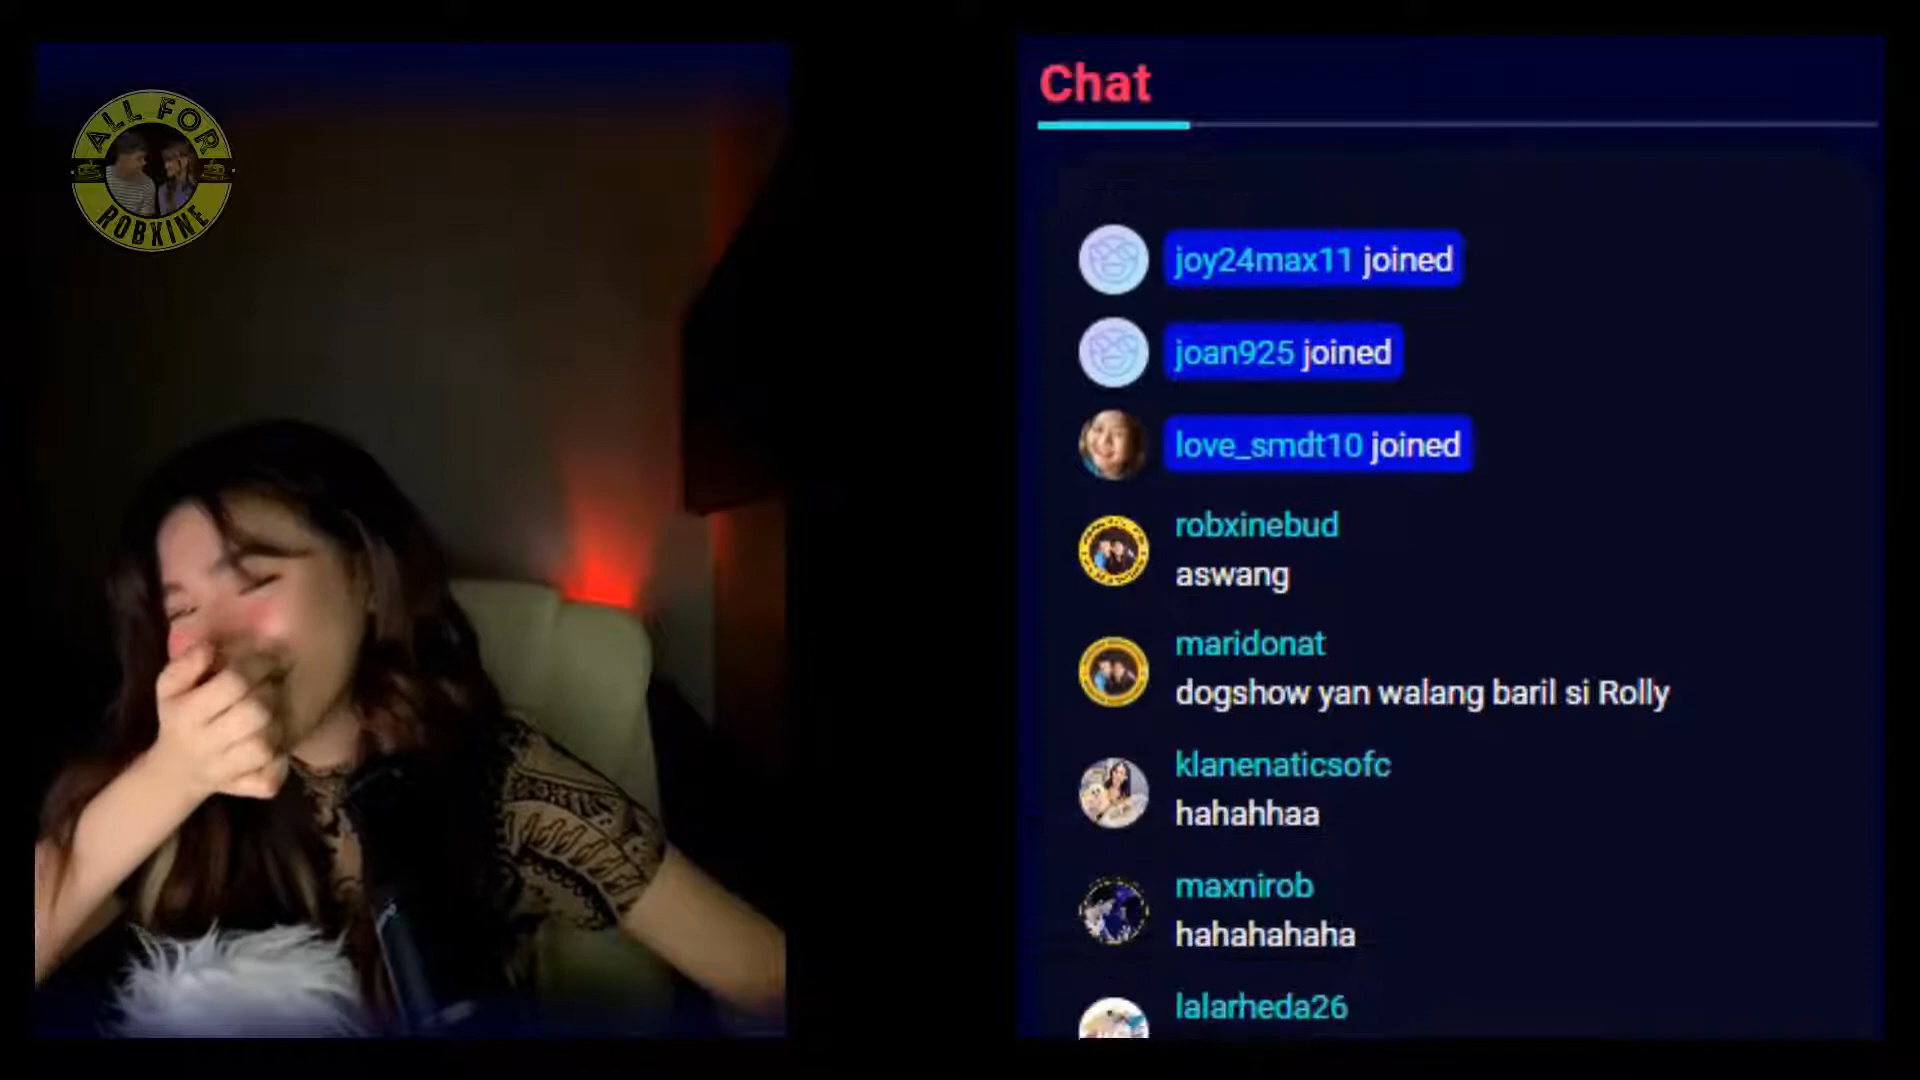 ALL FOR
ROBXINE
Chat
joy24max11 joined
joan925 joined
love_smdt10 joined
robxinebud
aswang
maridonat
dogshow yan walang baril si Rolly
klanenaticsofc
hahahhaa
maxnirob
hahahahaha
lalarheda26